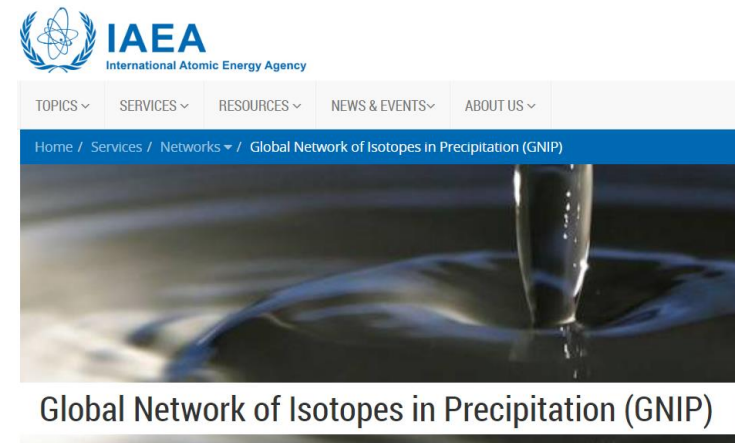 IAEA
International Atomic Energy Agency
TOPICS SERVICES RESOURCES NEWS & EVENTS ABOUT US
Home / Services / Networks / Global Network of Isotopes in Precipitation (GNIP)
Global Network of Isotopes in Precipitation (GNIP)